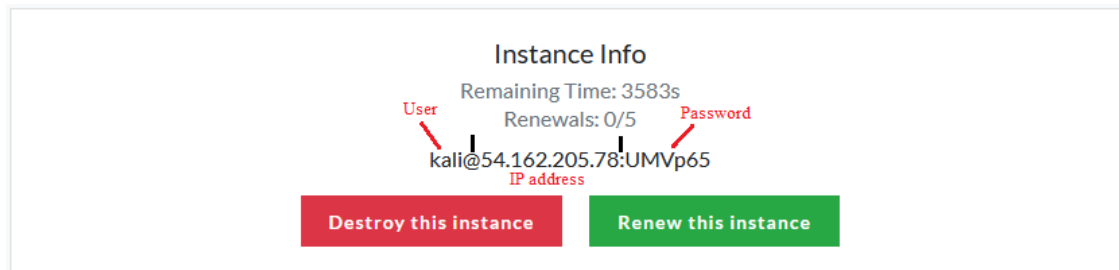 Instance Info
Remaining Time: 3583s
User
Renewals: 0/5
Password
kali@54.162.205.78:UMVp65
IP address
Destroy this instance
Renew this instance